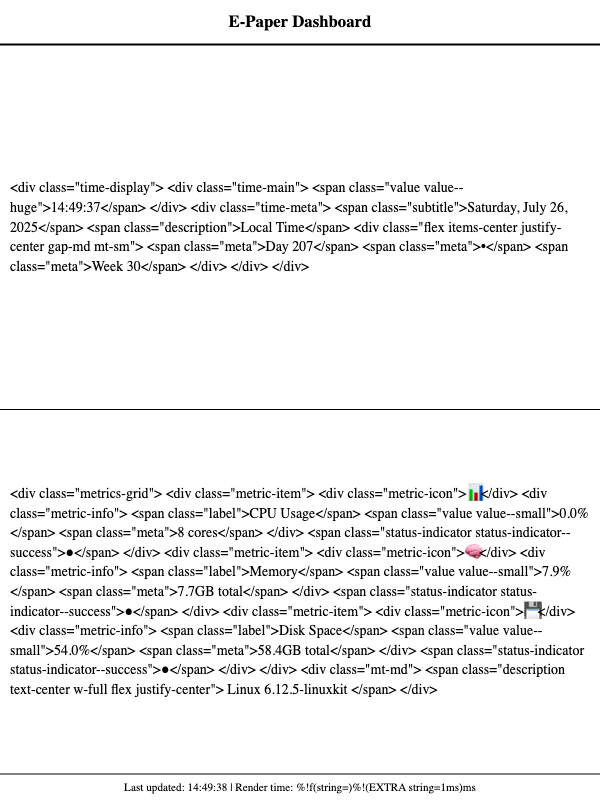 E-Paper Dashboard
<div class="time-display"> <div class="time-main"> <span class="value value--
huge">14:49:37</span> </div> <div class="time-meta"> <span class="subtitle">Saturday, July 26,
2025</span> <span class="description">Local Time</span> <div class="flex items-center justify-
center gap-md mt-sm"> <span class="meta">Day 207</span> <span class="meta">•</span> <span
class="meta">Week 30</span> </div> </div> </div>
<div class="metrics-grid"> <div class="metric-item"> <div class="metric-icon">📊</div> <div
class="metric-info"> <span class="label">CPU Usage</span> <span class="value value--small">0.0%
</span> <span class="meta">8 cores</span> </div> <span class="status-indicator status-indicator--
success">●</span> </div> <div class="metric-item"> <div class="metric-icon">🧠</div> <div
class="metric-info"> <span class="label">Memory</span> <span class="value value--small">7.9%
</span> <span class="meta">7.7GB total</span> </div> <span class="status-indicator status-
indicator--success">●</span> </div> <div class="metric-item"> <div class="metric-icon">💾</div>
<div class="metric-info"> <span class="label">Disk Space</span> <span class="value value--
small">54.0%</span> <span class="meta">58.4GB total</span> </div> <span class="status-indicator
status-indicator--success">●</span> </div> </div> <div class="mt-md"> <span class="description
text-center w-full flex justify-center"> Linux 6.12.5-linuxkit </span> </div>
Last updated: 14:49:38 | Render time: %!f(string=)%!(EXTRA string=1ms)ms